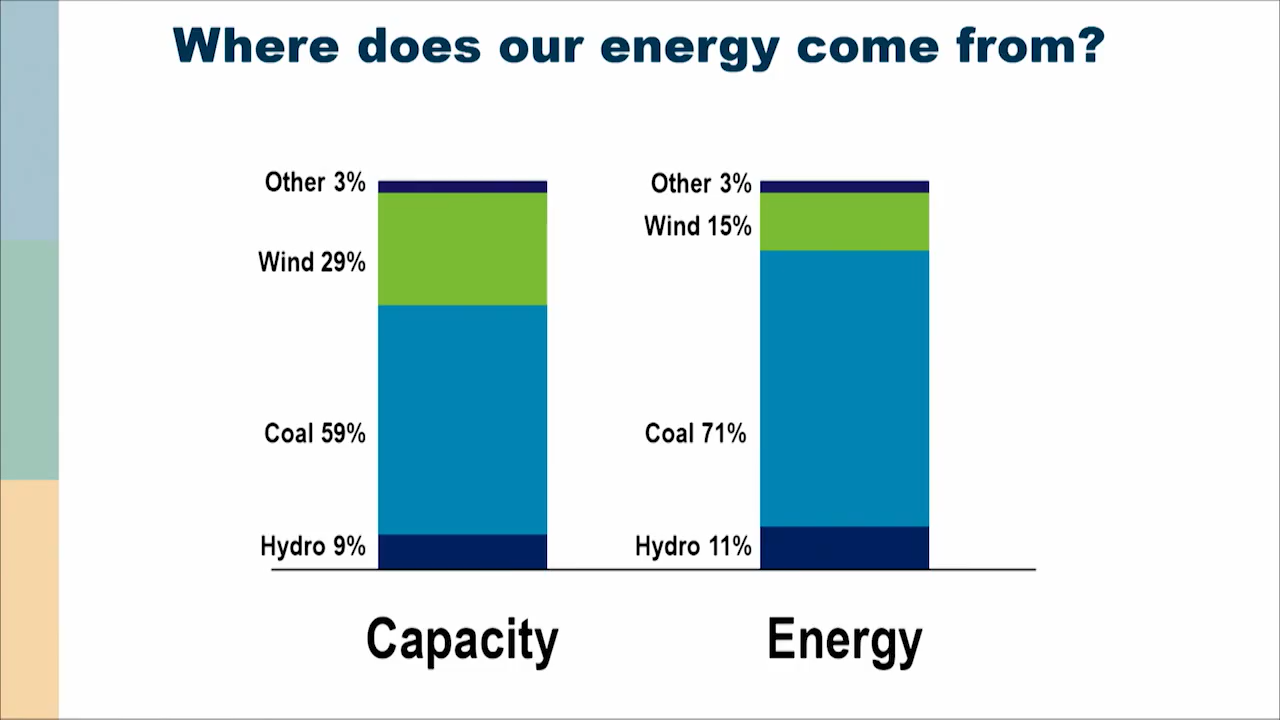 Where does our energy come from?
Other 3%
Wind 29%
Coal 59%
Hydro 9%
Capacity
Other 3%
Wind 15%
Coal 71%
Hydro 11%
Energy